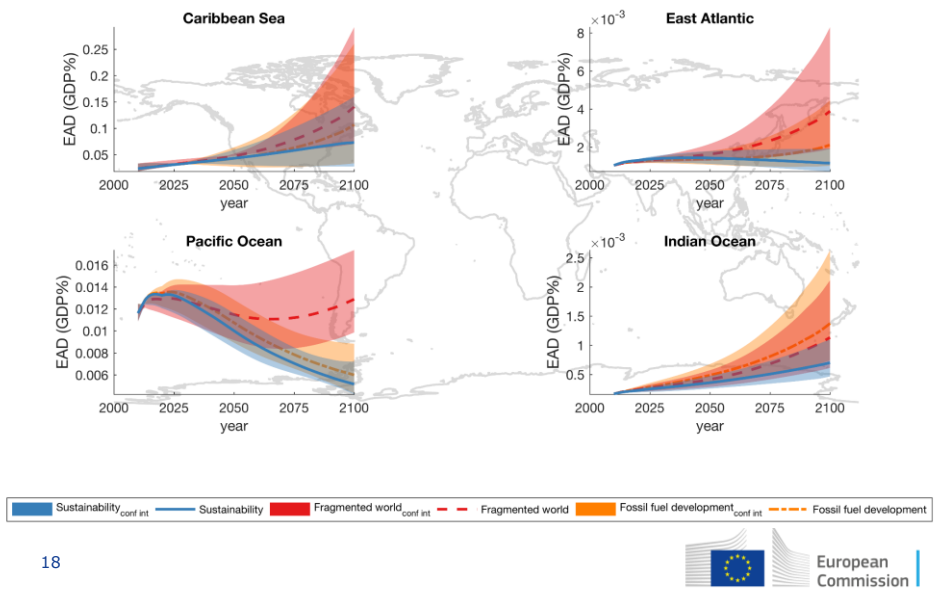 Caribbean Sea
EAD (GDP%)
0.25
0.2
0.15
0.1
0.05
2000 2025 2050 2075 2100
year
East Atlantic
×10-3
EAD (GDP%)
8
6
4
2
2000 2025 2050 2075 2100
year
Pacific Ocean
EAD (GDP%)
0.016
0.014
0.012
0.01
0.008
0.006
2000 2025 2050 2075 2100
year
Indian Ocean
×10-3
EAD (GDP%)
2.5
2
1.5
1
0.5
2000 2025 2050 2075 2100
year
Sustainability conf int Sustainability Fragmented world conf int Fragmented world Fossil fuel development conf int Fossil fuel development
18
European
Commission